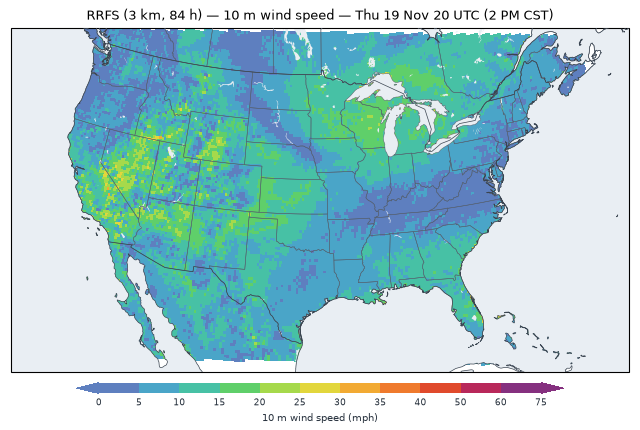 RRFS (3 km, 84 h) — 10 m wind speed — Thu 19 Nov 20 UTC (2 PM CST)
0 5 10 15 20 25 30 35 40 50 60 75
10 m wind speed (mph)